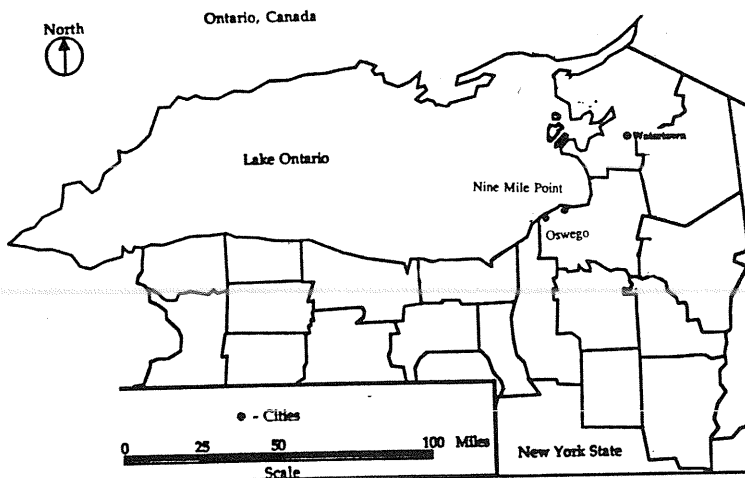 Ontario, Canada
North
Watertown
Lake Ontario
Nine Mile Point
Oswego
- Cities
0 25 50 100 Miles
Scale
New York State